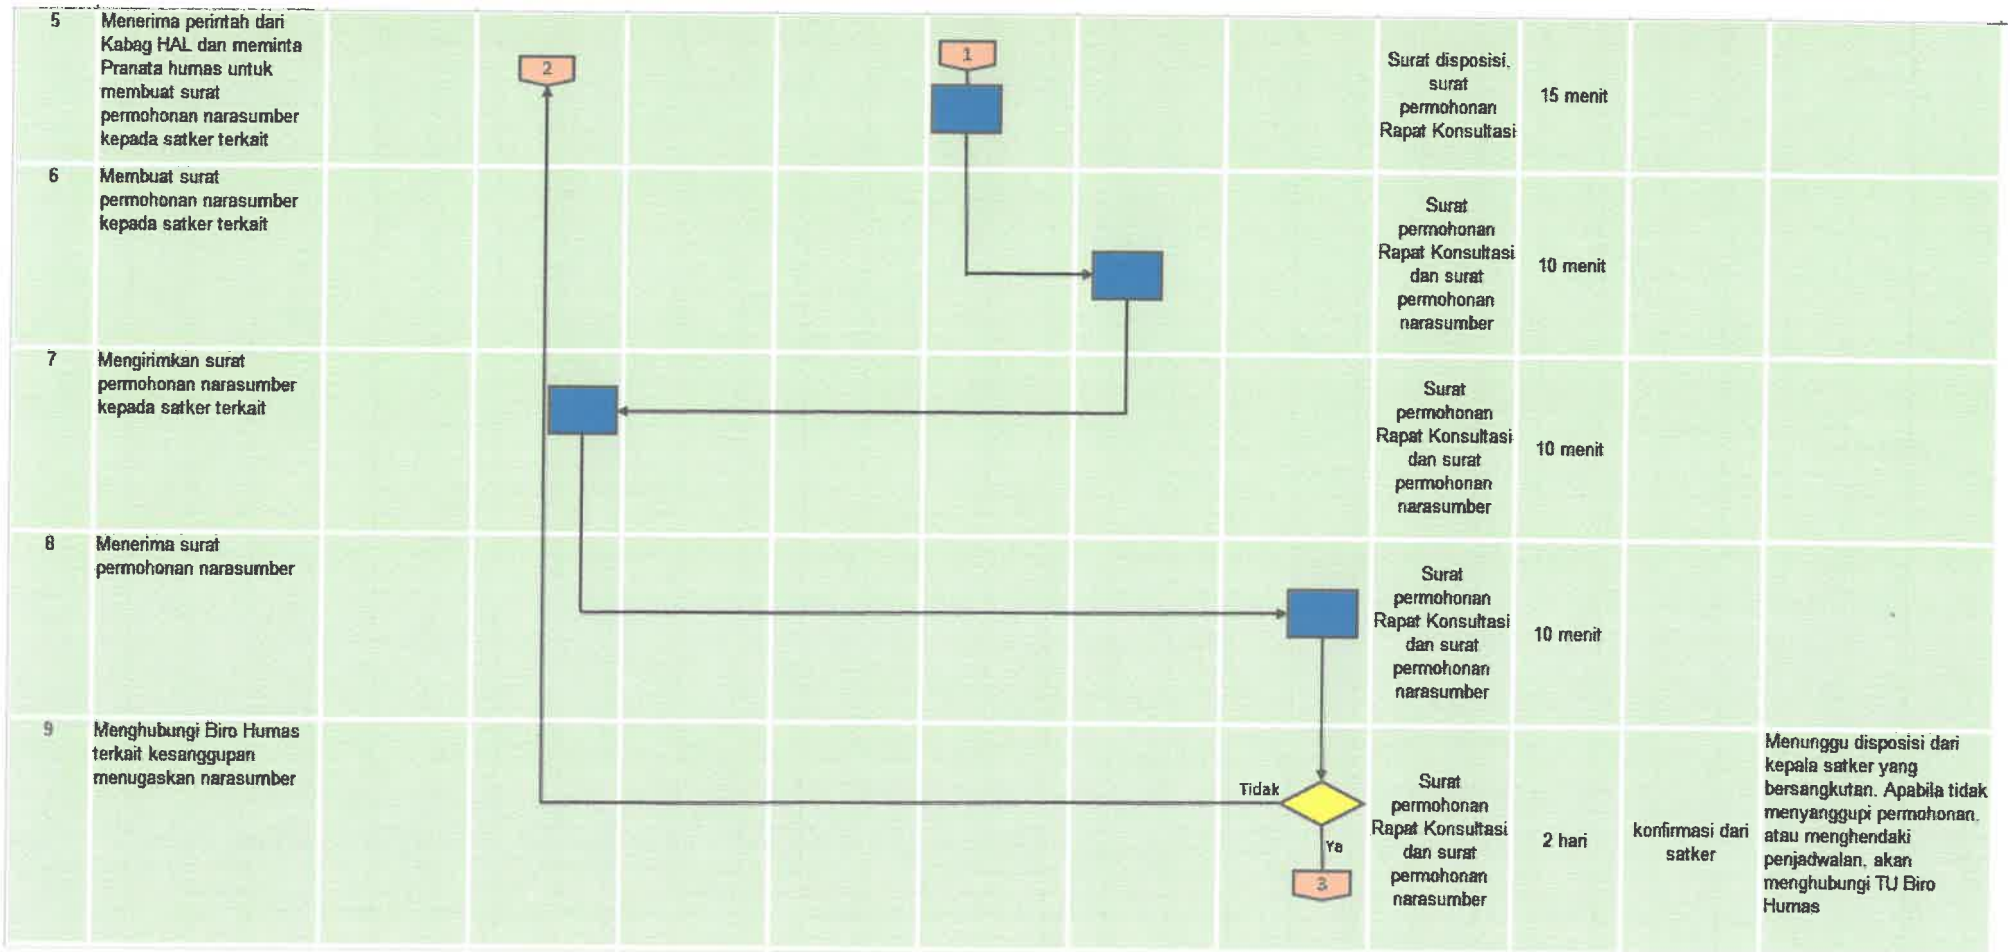 5
Menerima perintah dari
Kabag HAL dan meminta
Pranata humas untuk
membuat surat
permohonan narasumber
kepada satker terkait
2
1
Surat disposisi,
surat
permohonan
Rapat Konsultasi
15 menit
6
Membuat surat
permohonan narasumber
kepada satker terkait
Surat
permohonan
Rapat Konsultasi
dan surat
permohonan
narasumber
10 menit
7
Mengirimkan surat
permohonan narasumber
kepada satker terkait
Surat
permohonan
Rapat Konsultasi
dan surat
permohonan
narasumber
10 menit
8
Menerima surat
permohonan narasumber
Surat
permohonan
Rapat Konsultasi
dan surat
permohonan
narasumber
10 menit
9
Menghubungi Biro Humas
terkait kesanggupan
menugaskan narasumber
Tidak
Ya
3
Surat
permohonan
Rapat Konsultasi
dan surat
permohonan
narasumber
2 hari
konfirmasi dari
satker
Menunggu disposisi dari
kepala satker yang
bersangkutan. Apabila tidak
menyanggupi permohonan,
atau menghendaki
penjadwalan, akan
menghubungi TU Biro
Humas